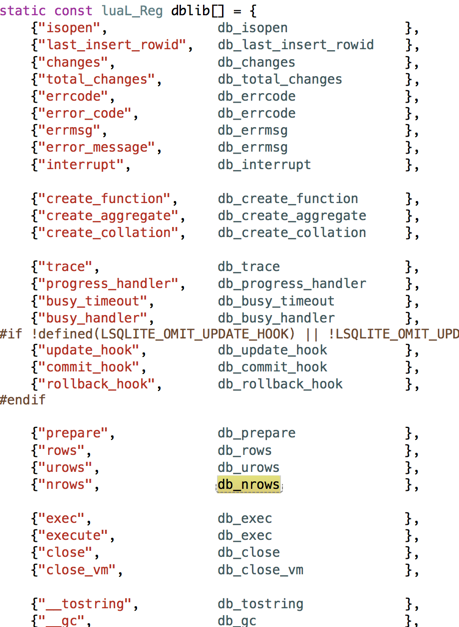 static const luaL_Reg dblib[] = {
{"isopen", db_isopen },
{"last_insert_rowid", db_last_insert_rowid },
{"changes", db_changes },
{"total_changes", db_total_changes },
{"errcode", db_errcode },
{"error_code", db_errcode },
{"errmsg", db_errmsg },
{"error_message", db_errmsg },
{"interrupt", db_interrupt },
{"create_function", db_create_function },
{"create_aggregate", db_create_aggregate },
{"create_collation", db_create_collation },
{"trace", db_trace },
{"progress_handler", db_progress_handler },
{"busy_timeout", db_busy_timeout },
{"busy_handler", db_busy_handler },
#if !defined(LSQLITE_OMIT_UPDATE_HOOK) || !LSQLITE_OMIT_UPD
{"update_hook", db_update_hook },
{"commit_hook", db_commit_hook },
{"rollback_hook", db_rollback_hook },
#endif
{"prepare", db_prepare },
{"rows", db_rows },
{"urows", db_urows },
{"nrows", db_nrows },
{"exec", db_exec },
{"execute", db_exec },
{"close", db_close },
{"close_vm", db_close_vm },
{"__tostring", db_tostring },
{"__gc", db_gc },